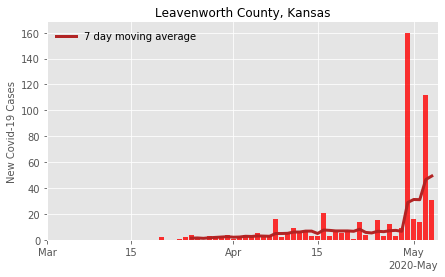 Leavenworth County, Kansas
7 day moving average
New Covid-19 Cases
160
140
120
100
80
60
40
20
0
Mar
15
Apr
15
May
2020-May